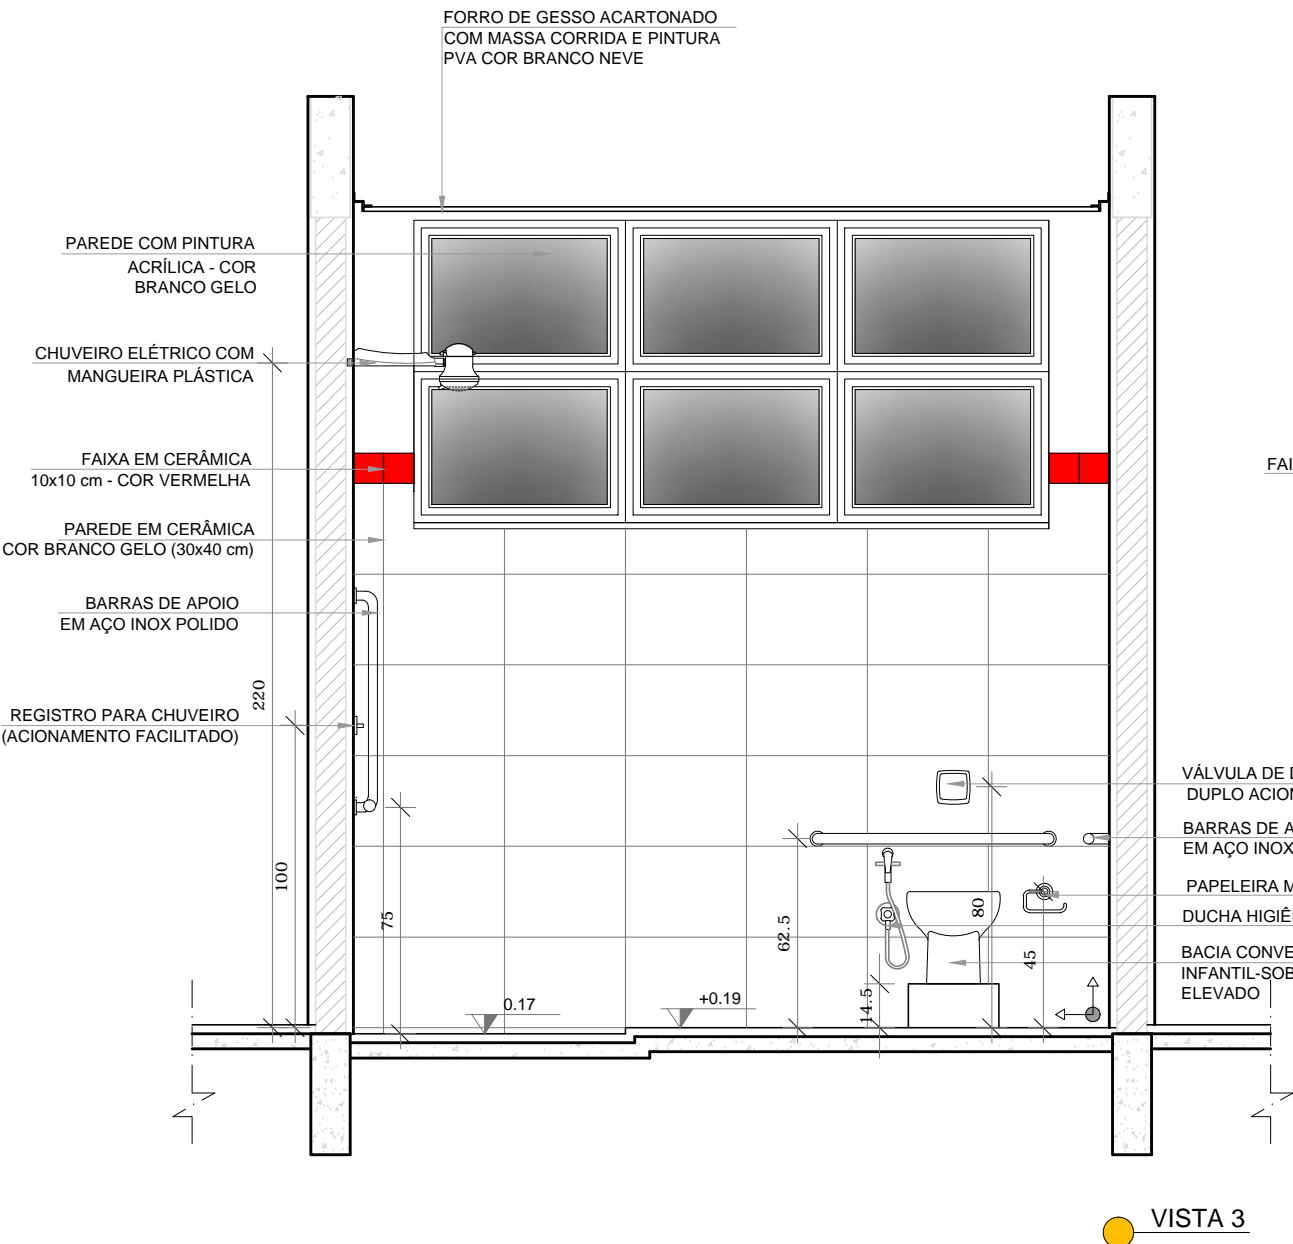 FORRO DE GESSO ACARTONADO
COM MASSA CORRIDA E PINTURA
PVA COR BRANCO NEVE
PAREDE COM PINTURA
ACRÍLICA - COR
BRANCO GELO
CHUVEIRO ELÉTRICO COM
MANGUEIRA PLÁSTICA
FAIXA EM CERÂMICA
10x10 cm - COR VERMELHA
PAREDE EM CERÂMICA
COR BRANCO GELO (30x40 cm)
BARRAS DE APOIO
EM AÇO INOX POLIDO
REGISTRO PARA CHUVEIRO
(ACIONAMENTO FACILITADO)
220
100
75
0.17
+0.19
62.5
14.5
80
45
FAI
VÁLVULA DE
DUPLO ACION
BARRAS DE A
EM AÇO INOX
PAPELEIRA M
DUCHA HIGIÊ
BACIA CONVE
INFANTIL-SOB
ELEVADO
VISTA 3